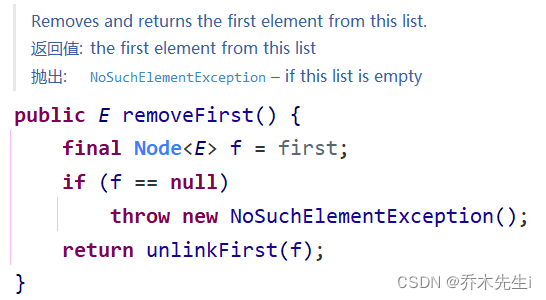 Removes and returns the first element from this list.
返回值: the first element from this list
抛出: NoSuchElementException – if this list is empty
public E removeFirst() {
    final Node<E> f = first;
    if (f == null)
        throw new NoSuchElementException();
    return unlinkFirst(f);
}
CSDN @乔木先生i